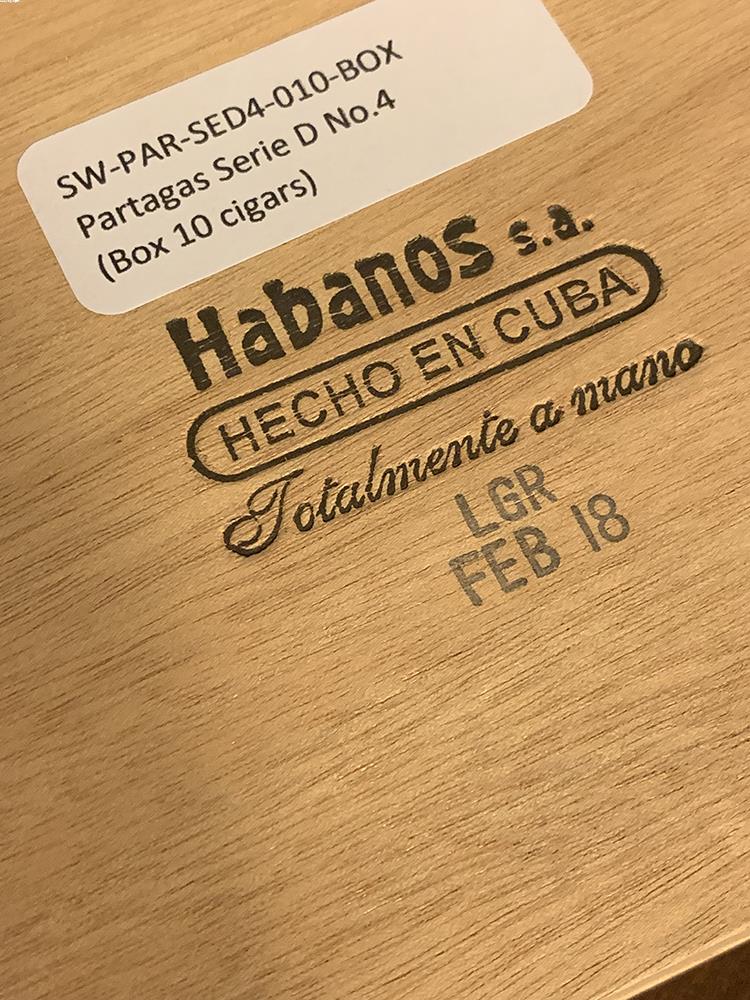 SW-PAR-SED4-010-BOX
Partagas Serie D No.4
(Box 10 cigars)
Habanos s.a.
HECHO EN CUBA
Totalmente a mano
LGR
FEB 18